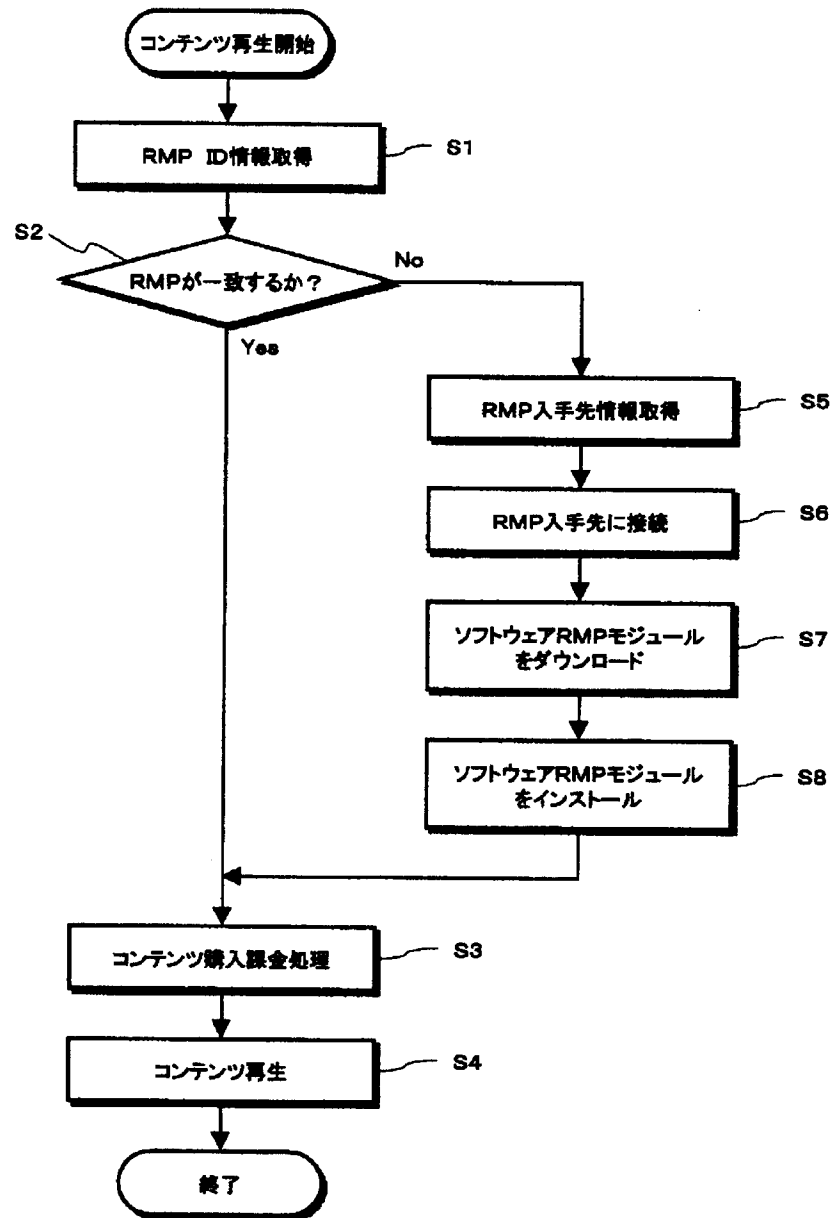 コンテンツ再生開始
RMP ID情報取得
S1
S2
RMPが一致するか？
No
Yes
RMP入手先情報取得
S5
RMP入手先に接続
S6
ソフトウェアRMPモジュール
をダウンロード
S7
ソフトウェアRMPモジュール
をインストール
S8
コンテンツ購入課金処理
S3
コンテンツ再生
S4
終了